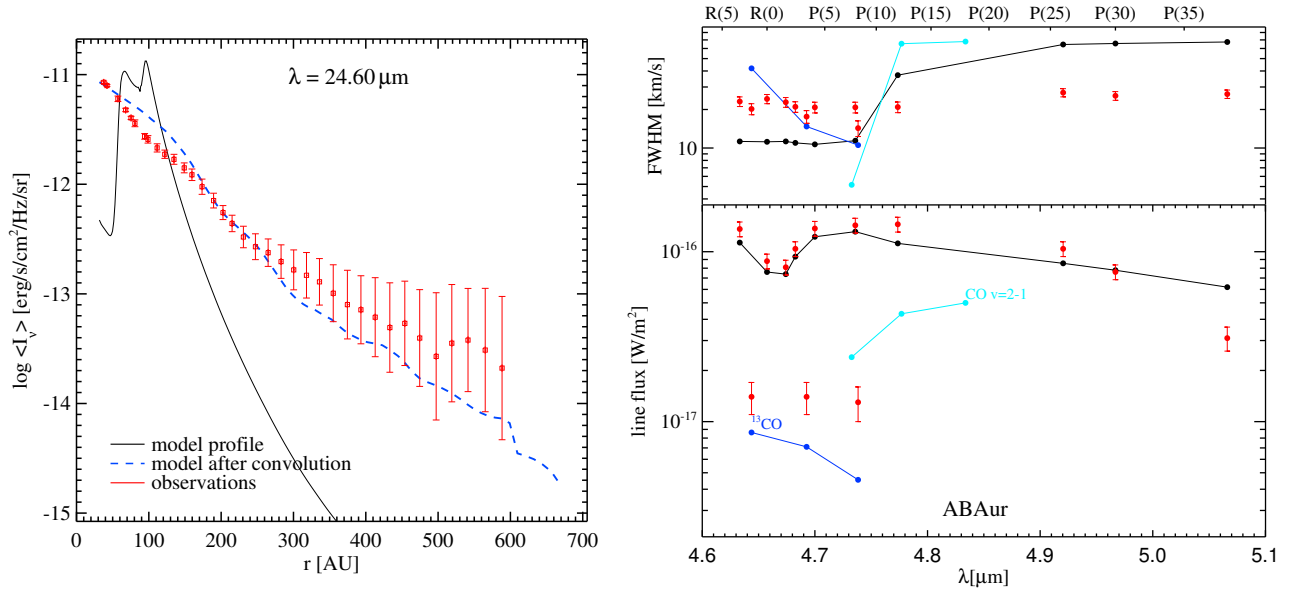 λ = 24.60 μm
-11
-12
-13
-14
-15
log <I_ν> [erg/s/cm²/Hz/sr]
model profile
model after convolution
observations
0 100 200 300 400 500 600 700
r [AU]
R(5) R(0) P(5) P(10) P(15) P(20) P(25) P(30) P(35)
10
FWHM [km/s]
10⁻¹⁶
10⁻¹⁷
line flux [W/m²]
CO v=2-1
¹³CO
ABAur
4.6 4.7 4.8 4.9 5.0 5.1
λ[μm]